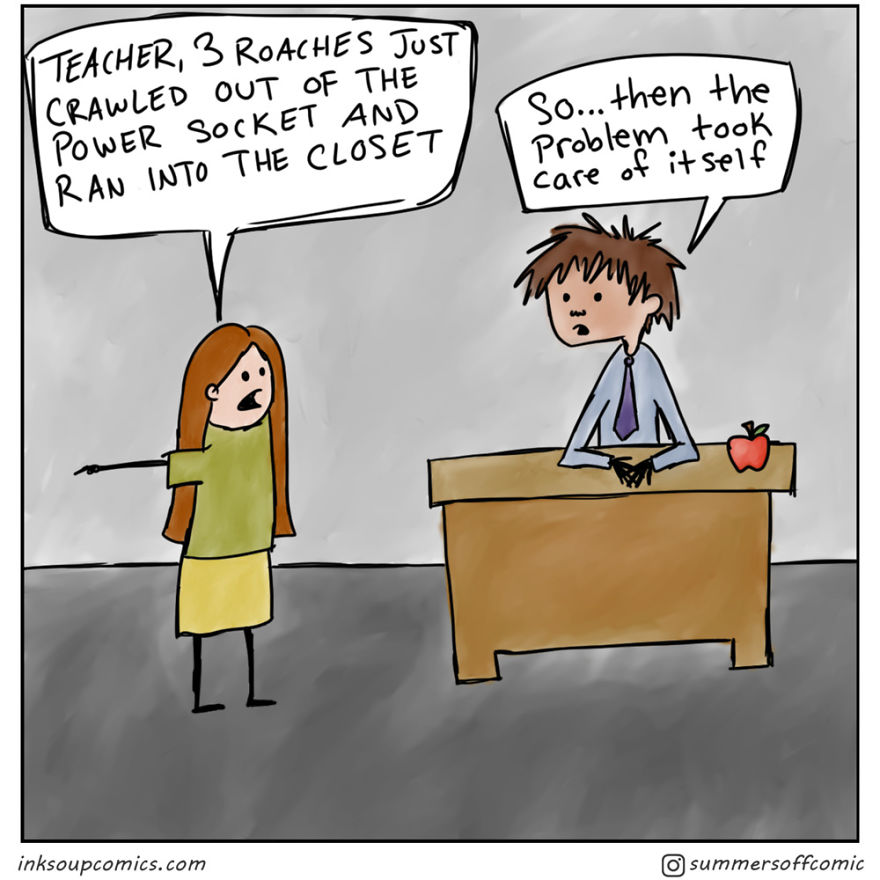 TEACHER, 3 ROACHES JUST
CRAWLED OUT OF THE
POWER SOCKET AND
RAN INTO THE CLOSET
So...then the
Problem took
care of itself
inksoupcomics.com
summersoffcomic